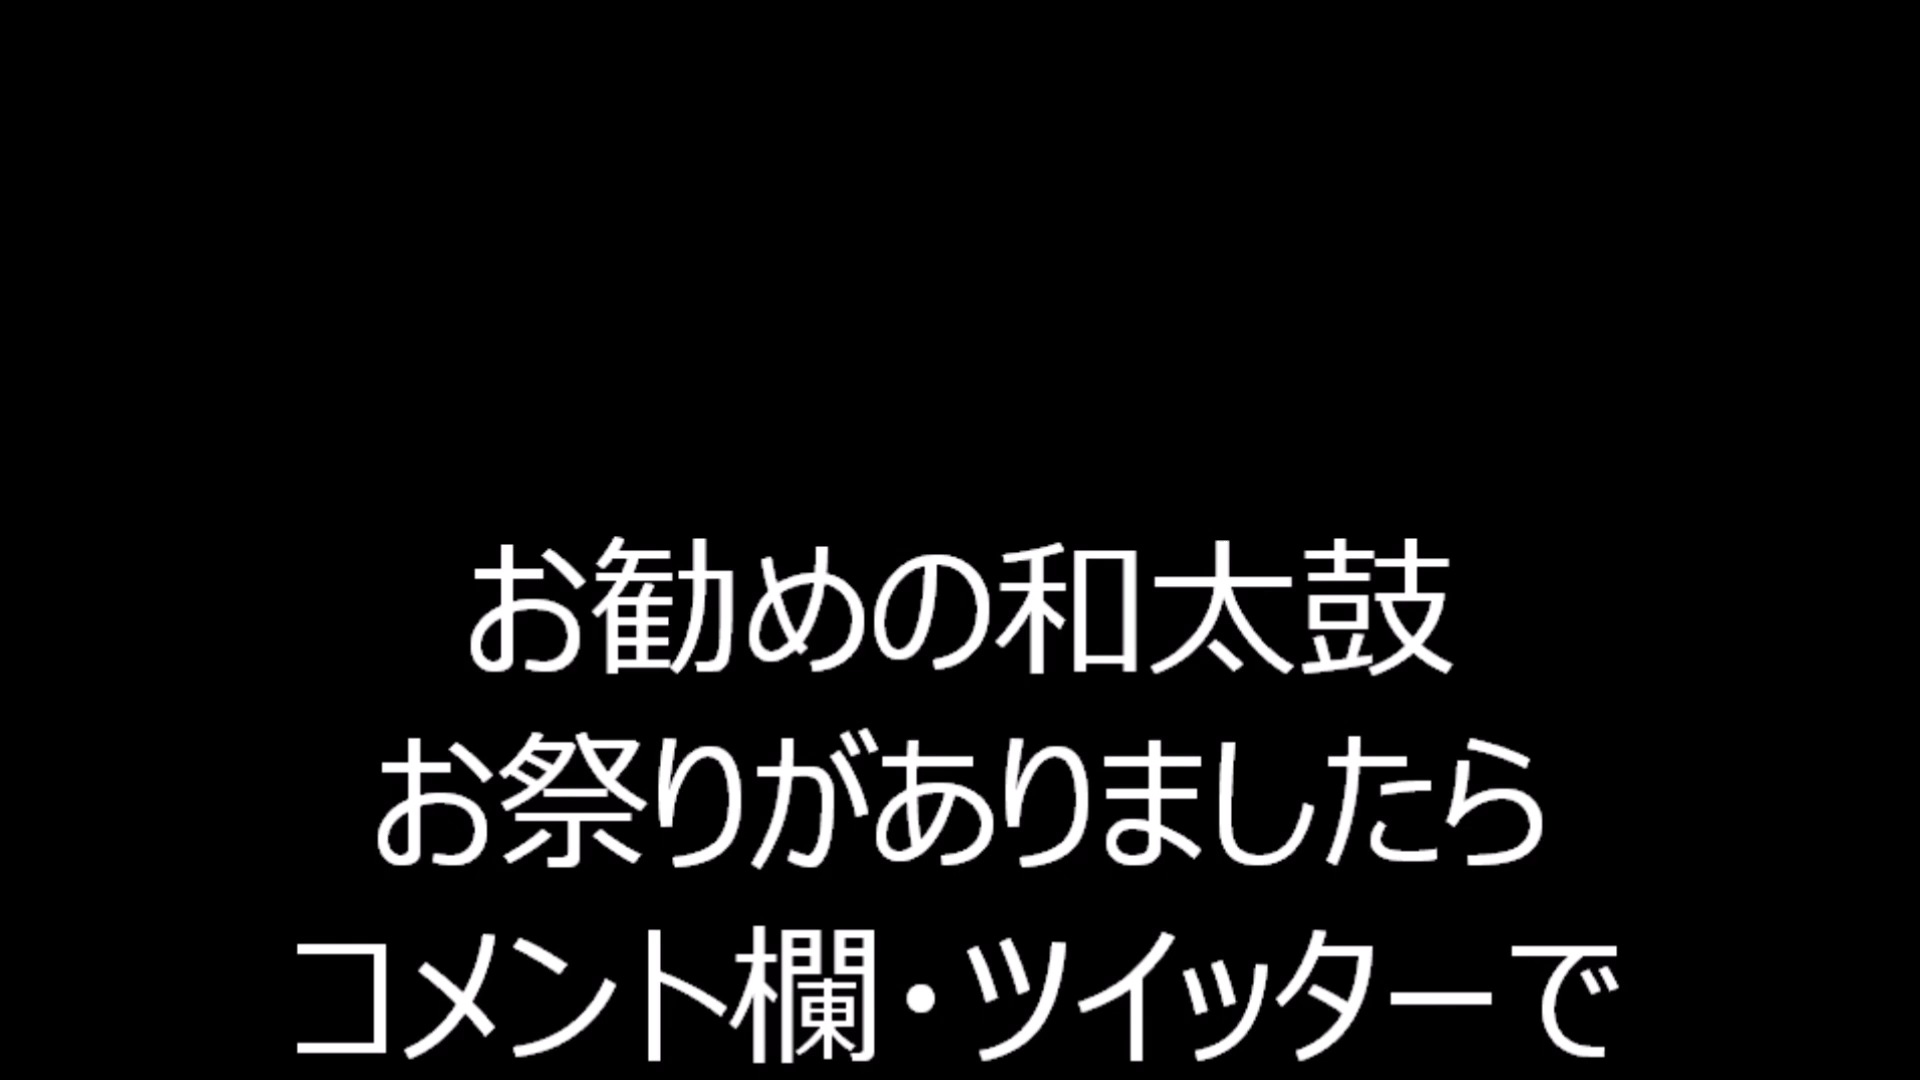 お勧めの和太鼓
お祭りがありましたら
コメント欄・ツイッターで